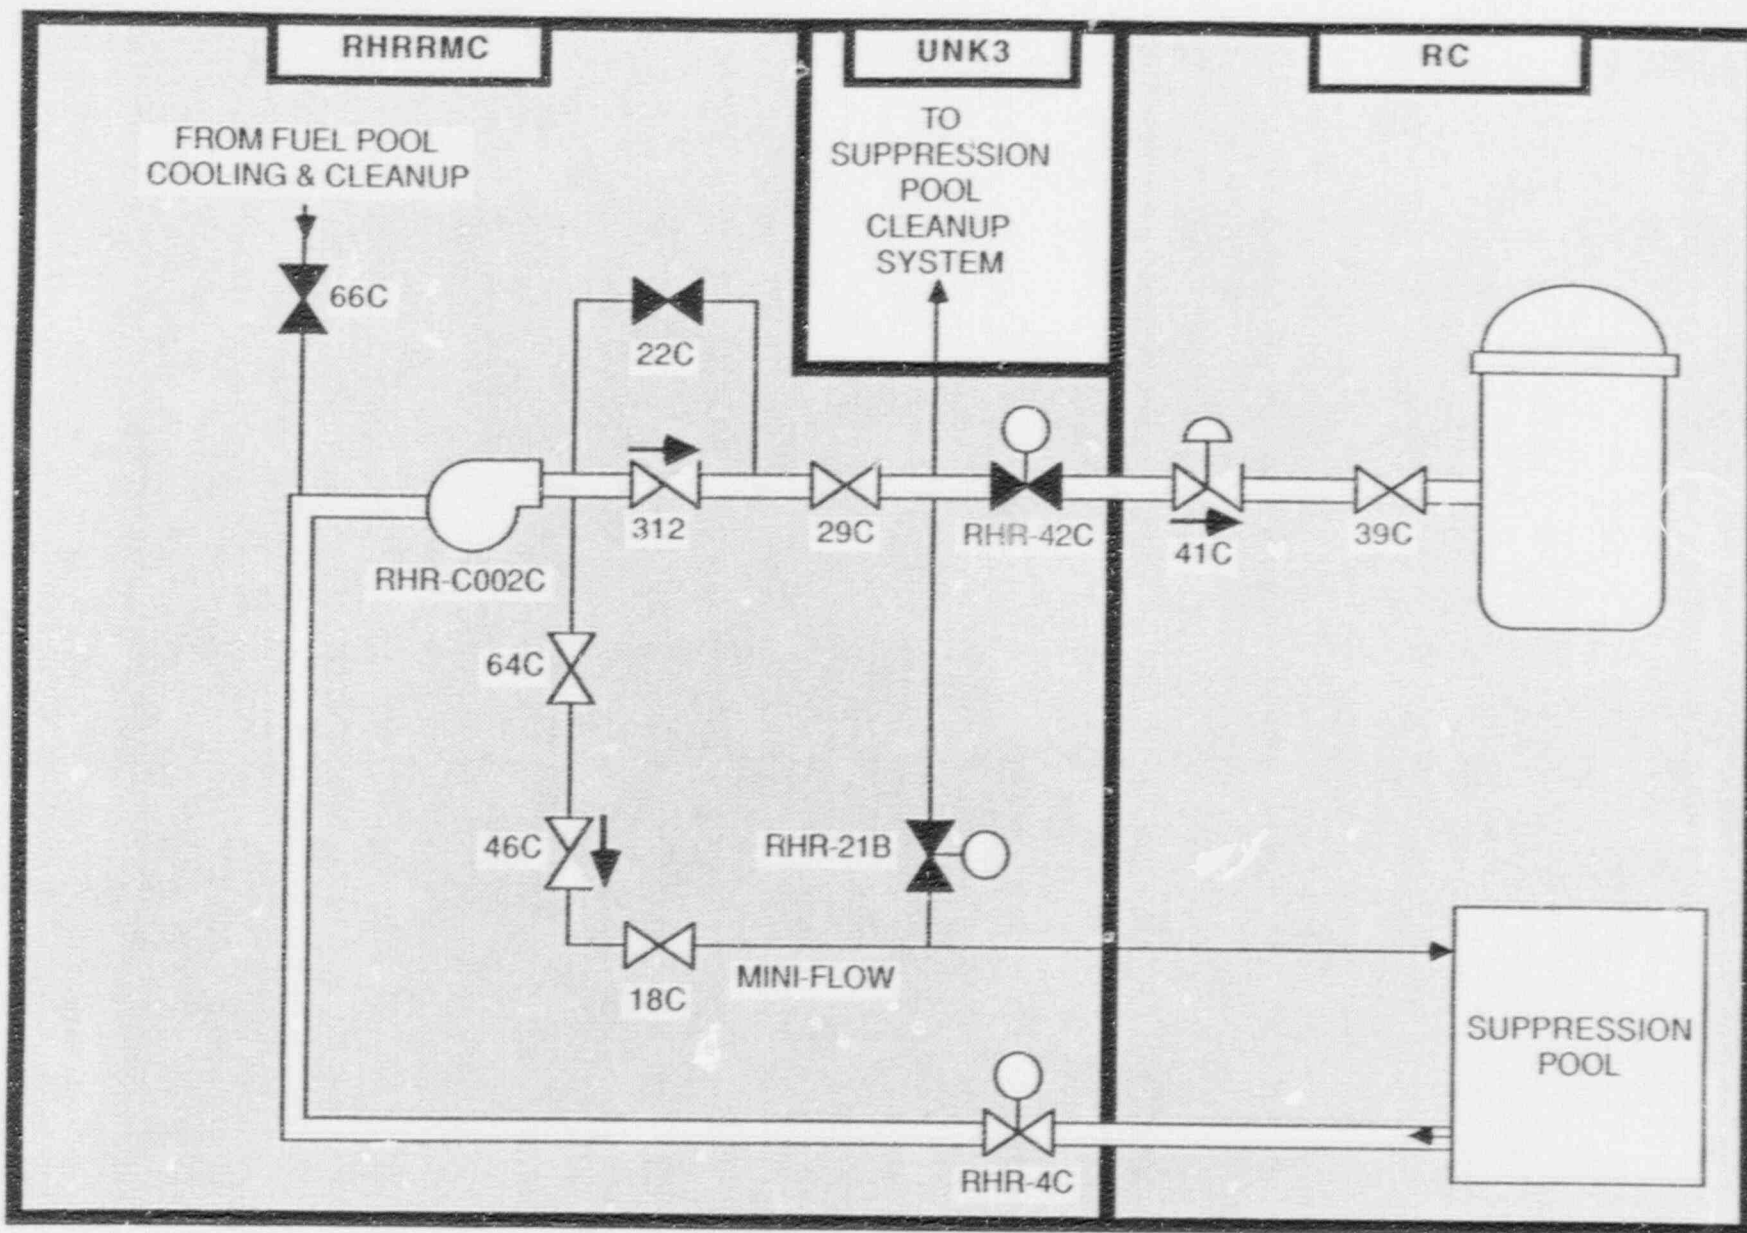 RHRRMC
UNK3
RC
FROM FUEL POOL
COOLING & CLEANUP
TO
SUPPRESSION
POOL
CLEANUP
SYSTEM
66C
22C
312
29C
RHR-42C
41C
39C
RHR-C002C
64C
46C
RHR-21B
18C
MINI-FLOW
SUPPRESSION
POOL
RHR-4C